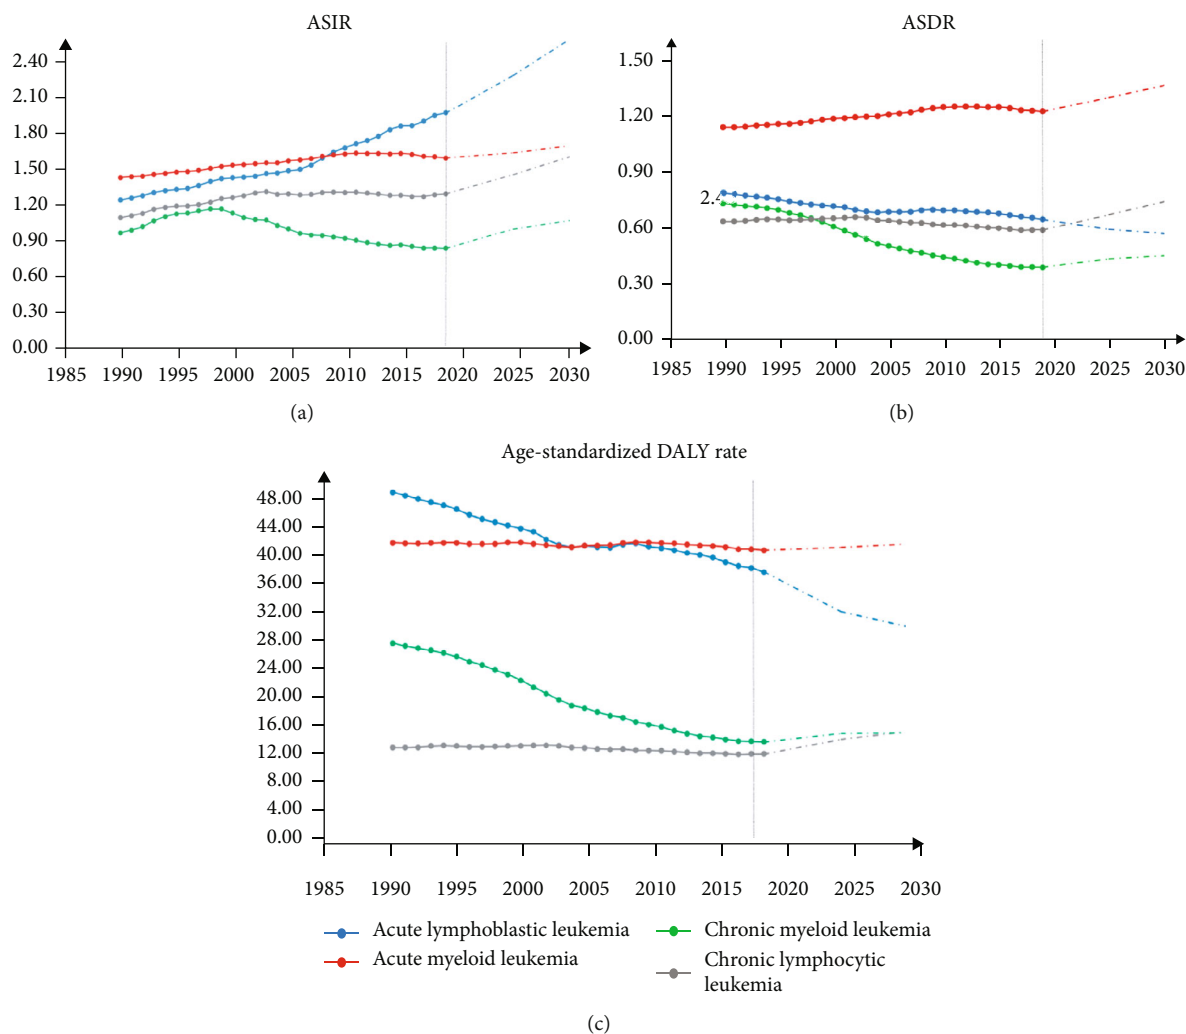 ASIR
2.40
2.10
1.80
1.50
1.20
0.90
0.60
0.30
0.00
1985 1990 1995 2000 2005 2010 2015 2020 2025 2030
(a)
ASDR
1.50
1.20
0.90
2.4
0.60
0.30
0.00
1985 1990 1995 2000 2005 2010 2015 2020 2025 2030
(b)
Age-standardized DALY rate
48.00
44.00
40.00
36.00
32.00
28.00
24.00
20.00
16.00
12.00
8.00
4.00
0.00
1985 1990 1995 2000 2005 2010 2015 2020 2025 2030
Acute lymphoblastic leukemia
Acute myeloid leukemia
Chronic myeloid leukemia
Chronic lymphocytic
leukemia
(c)